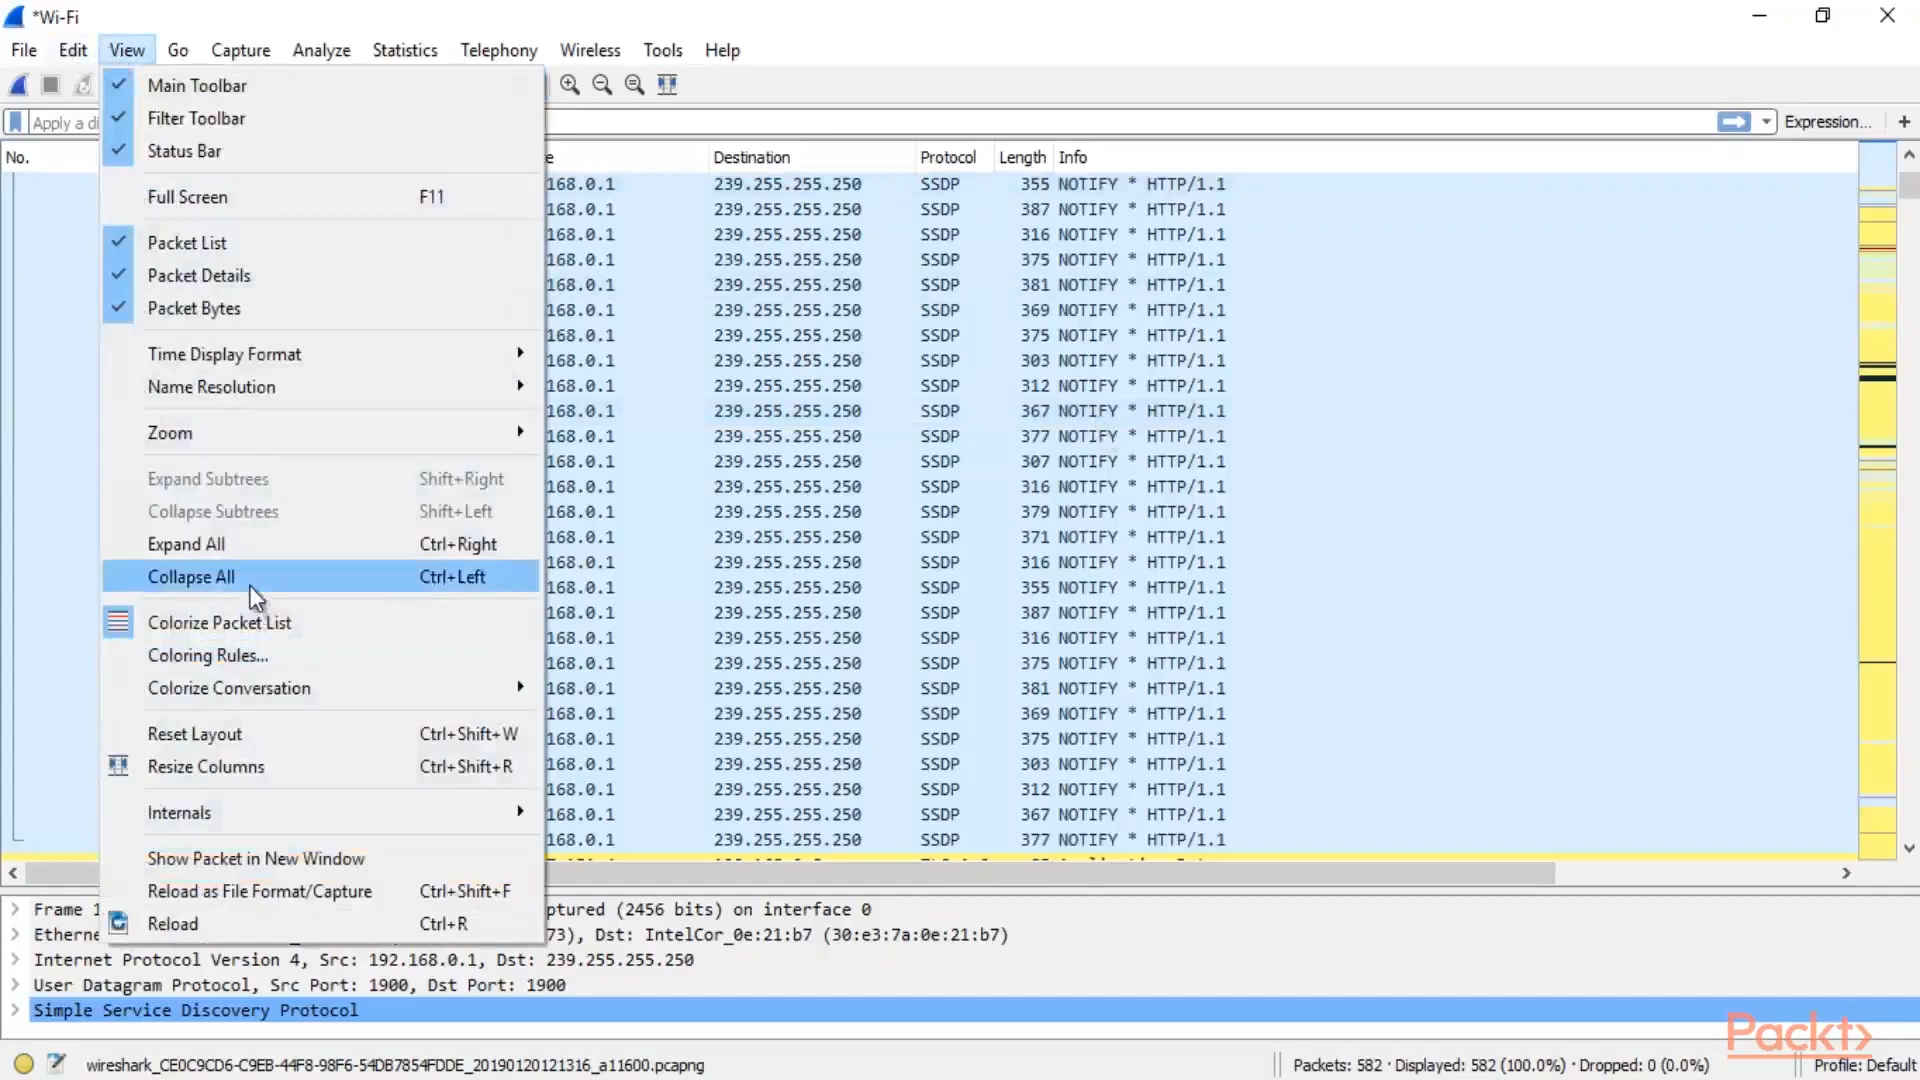 *Wi-Fi
File Edit View Go Capture Analyze Statistics Telephony Wireless Tools Help
Apply a di
Expression... +
Main Toolbar
Filter Toolbar
Status Bar
Full Screen F11
Packet List
Packet Details
Packet Bytes
Time Display Format
Name Resolution
Zoom
Expand Subtrees Shift+Right
Collapse Subtrees Shift+Left
Expand All Ctrl+Right
Collapse All Ctrl+Left
Colorize Packet List
Coloring Rules...
Colorize Conversation
Reset Layout Ctrl+Shift+W
Resize Columns Ctrl+Shift+R
Internals
Show Packet in New Window
Reload as File Format/Capture Ctrl+Shift+F
Reload Ctrl+R
No. e Destination Protocol Length Info
168.0.1 239.255.255.250 SSDP 355 NOTIFY * HTTP/1.1
168.0.1 239.255.255.250 SSDP 387 NOTIFY * HTTP/1.1
168.0.1 239.255.255.250 SSDP 316 NOTIFY * HTTP/1.1
168.0.1 239.255.255.250 SSDP 375 NOTIFY * HTTP/1.1
168.0.1 239.255.255.250 SSDP 381 NOTIFY * HTTP/1.1
168.0.1 239.255.255.250 SSDP 369 NOTIFY * HTTP/1.1
168.0.1 239.255.255.250 SSDP 375 NOTIFY * HTTP/1.1
168.0.1 239.255.255.250 SSDP 303 NOTIFY * HTTP/1.1
168.0.1 239.255.255.250 SSDP 312 NOTIFY * HTTP/1.1
168.0.1 239.255.255.250 SSDP 367 NOTIFY * HTTP/1.1
168.0.1 239.255.255.250 SSDP 377 NOTIFY * HTTP/1.1
168.0.1 239.255.255.250 SSDP 307 NOTIFY * HTTP/1.1
168.0.1 239.255.255.250 SSDP 316 NOTIFY * HTTP/1.1
168.0.1 239.255.255.250 SSDP 379 NOTIFY * HTTP/1.1
168.0.1 239.255.255.250 SSDP 371 NOTIFY * HTTP/1.1
168.0.1 239.255.255.250 SSDP 316 NOTIFY * HTTP/1.1
168.0.1 239.255.255.250 SSDP 355 NOTIFY * HTTP/1.1
168.0.1 239.255.255.250 SSDP 387 NOTIFY * HTTP/1.1
168.0.1 239.255.255.250 SSDP 316 NOTIFY * HTTP/1.1
168.0.1 239.255.255.250 SSDP 375 NOTIFY * HTTP/1.1
168.0.1 239.255.255.250 SSDP 381 NOTIFY * HTTP/1.1
168.0.1 239.255.255.250 SSDP 369 NOTIFY * HTTP/1.1
168.0.1 239.255.255.250 SSDP 375 NOTIFY * HTTP/1.1
168.0.1 239.255.255.250 SSDP 303 NOTIFY * HTTP/1.1
168.0.1 239.255.255.250 SSDP 312 NOTIFY * HTTP/1.1
168.0.1 239.255.255.250 SSDP 367 NOTIFY * HTTP/1.1
168.0.1 239.255.255.250 SSDP 377 NOTIFY * HTTP/1.1
Frame 1 ptured (2456 bits) on interface 0
Etherne 73), Dst: IntelCor_0e:21:b7 (30:e3:7a:0e:21:b7)
Internet Protocol Version 4, Src: 192.168.0.1, Dst: 239.255.255.250
User Datagram Protocol, Src Port: 1900, Dst Port: 1900
Simple Service Discovery Protocol
Packt>
wireshark_CE0C9CD6-C9EB-44F8-98F6-54DB7854FDDE_20190120121316_a11600.pcapng
Packets: 582 · Displayed: 582 (100.0%) · Dropped: 0 (0.0%)
Profile: Default